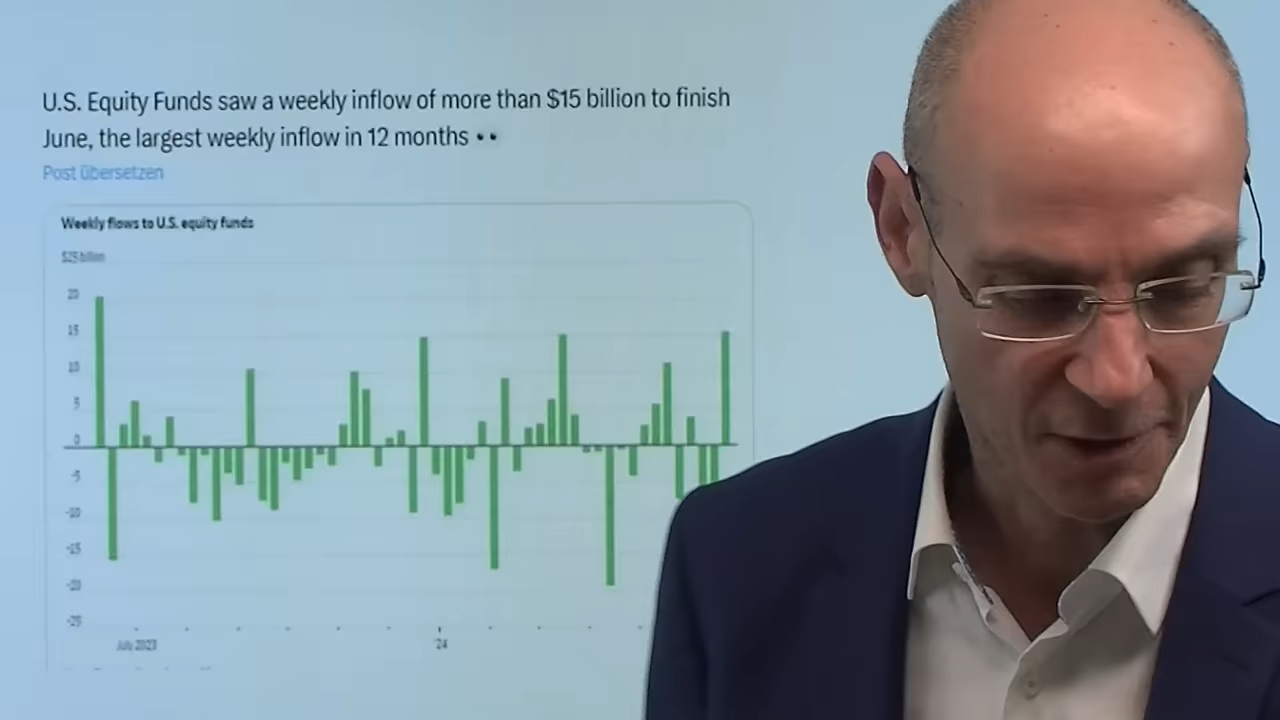 U.S. Equity Funds saw a weekly inflow of more than $15 billion to finish
June, the largest weekly inflow in 12 months
Post übersetzen
Weekly flows to U.S. equity funds
$25 billion
20
15
10
5
0
-5
-10
-15
-20
-25
July 2023
'24